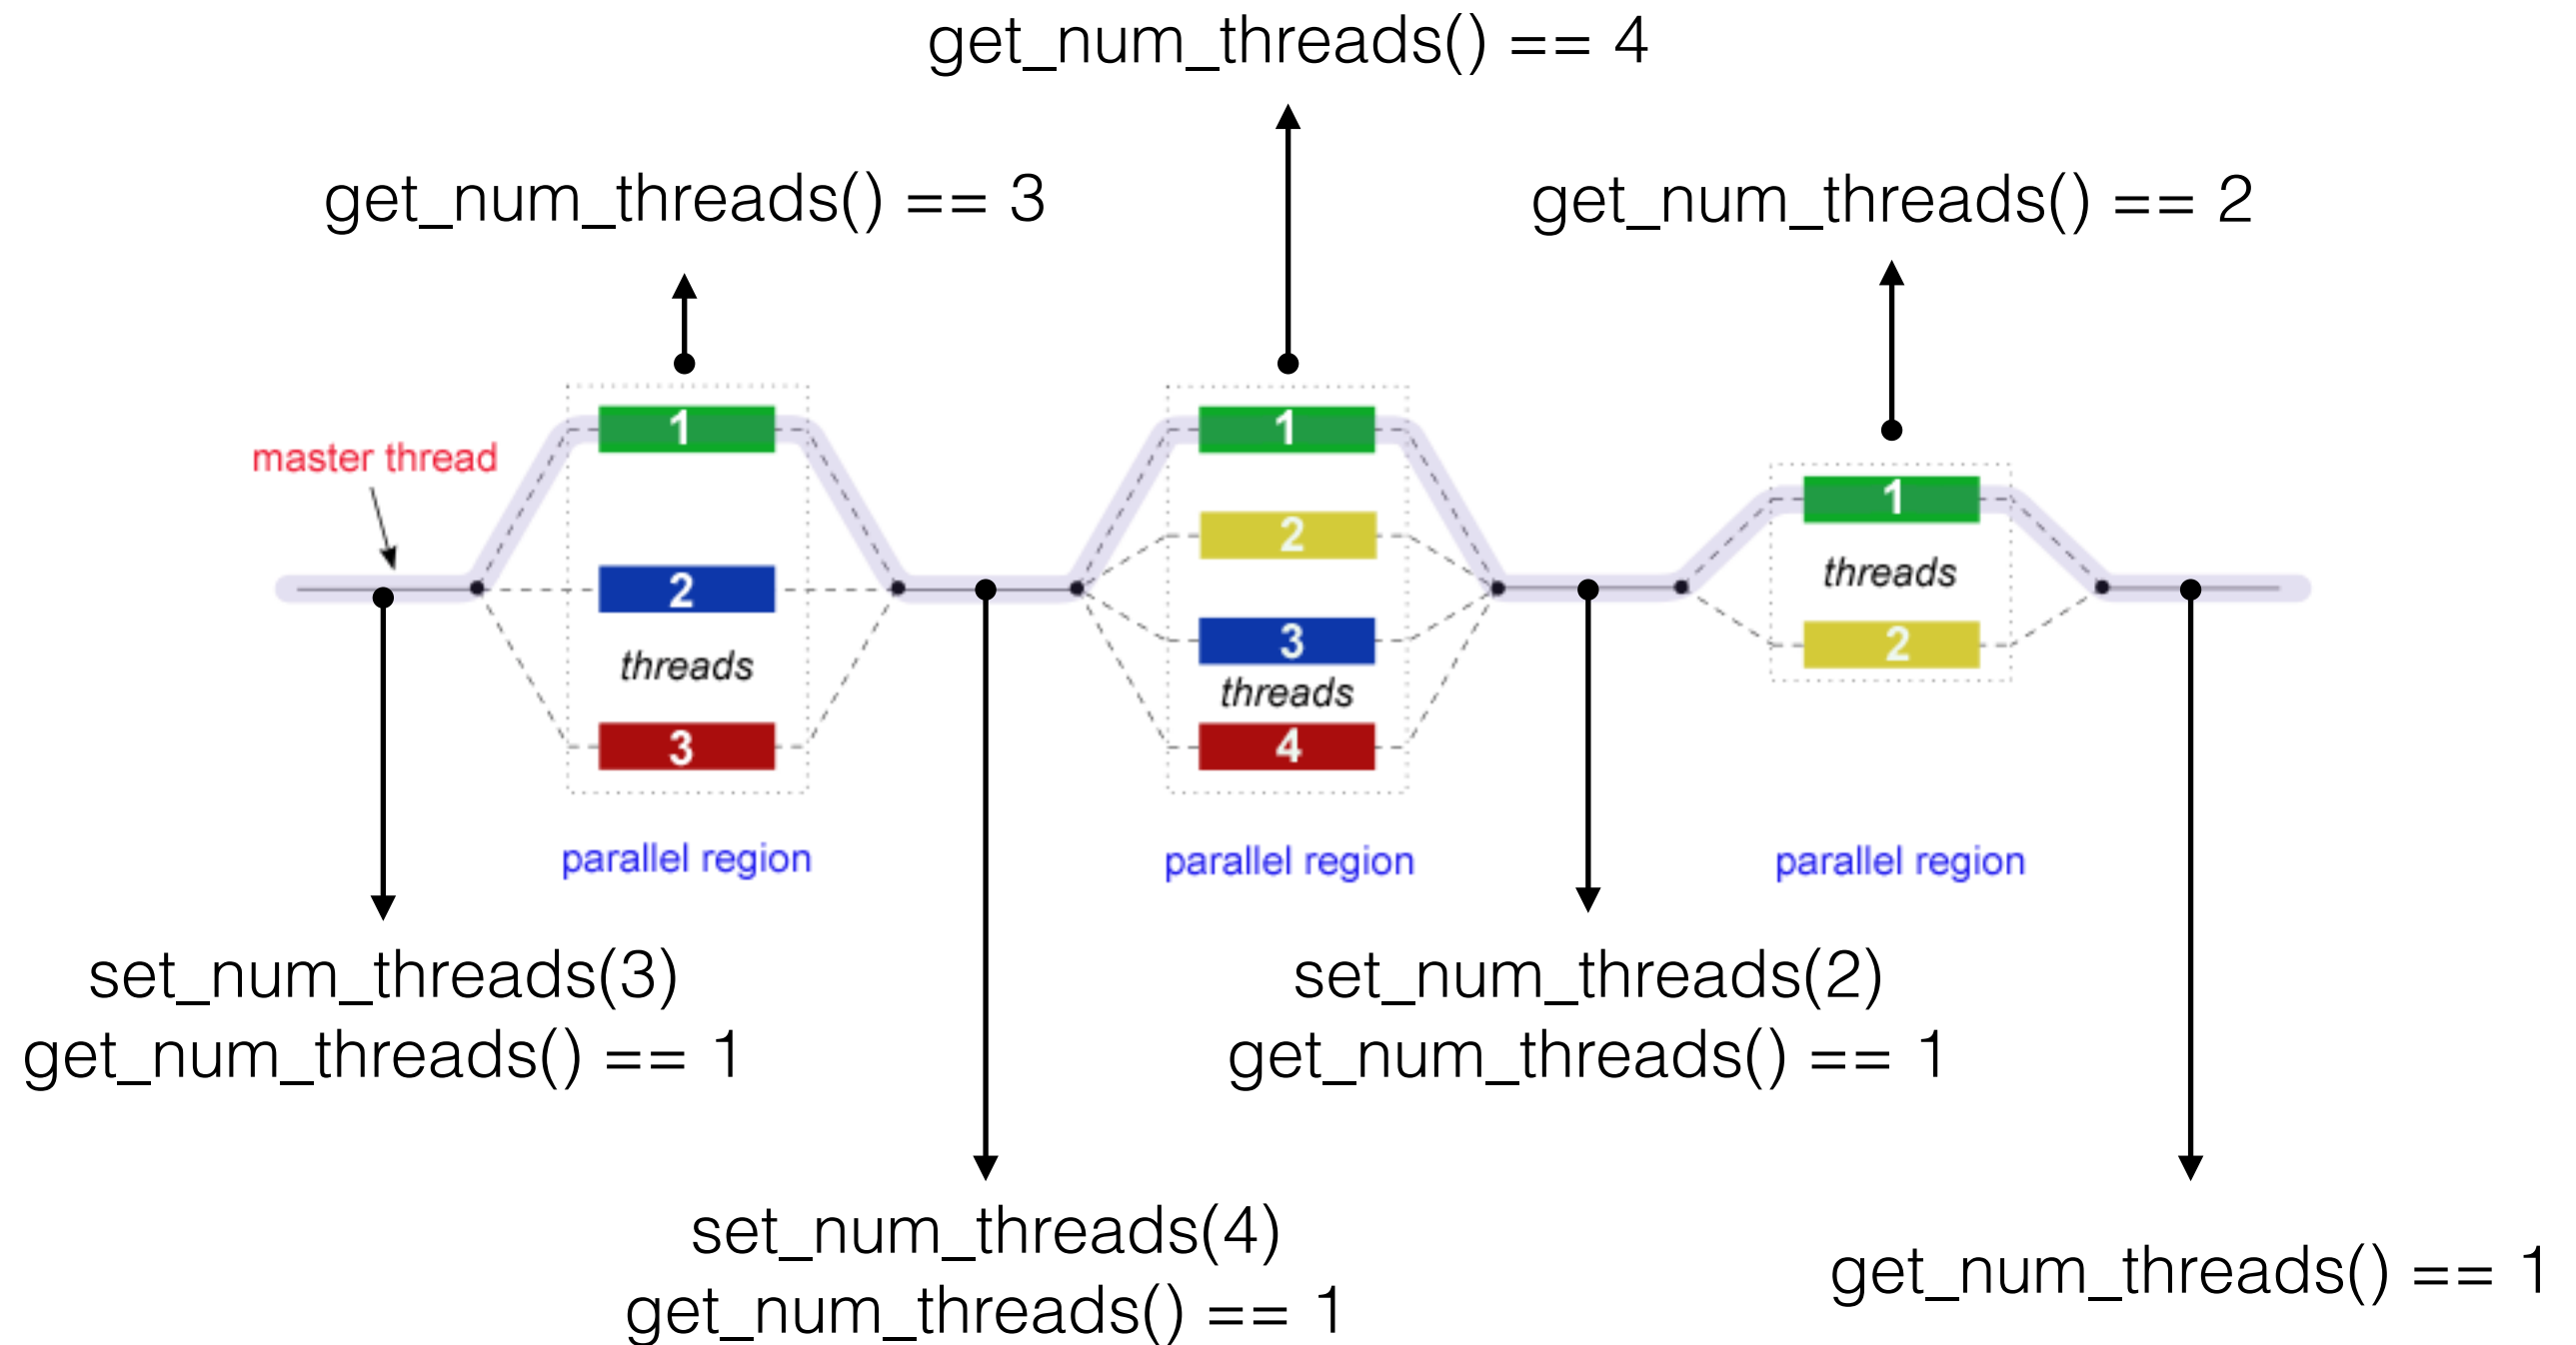 get_num_threads() == 4
get_num_threads() == 3
get_num_threads() == 2
master thread
1
2
threads
3
parallel region
1
2
3
threads
4
parallel region
1
threads
2
parallel region
set_num_threads(3)
get_num_threads() == 1
set_num_threads(2)
get_num_threads() == 1
set_num_threads(4)
get_num_threads() == 1
get_num_threads() == 1